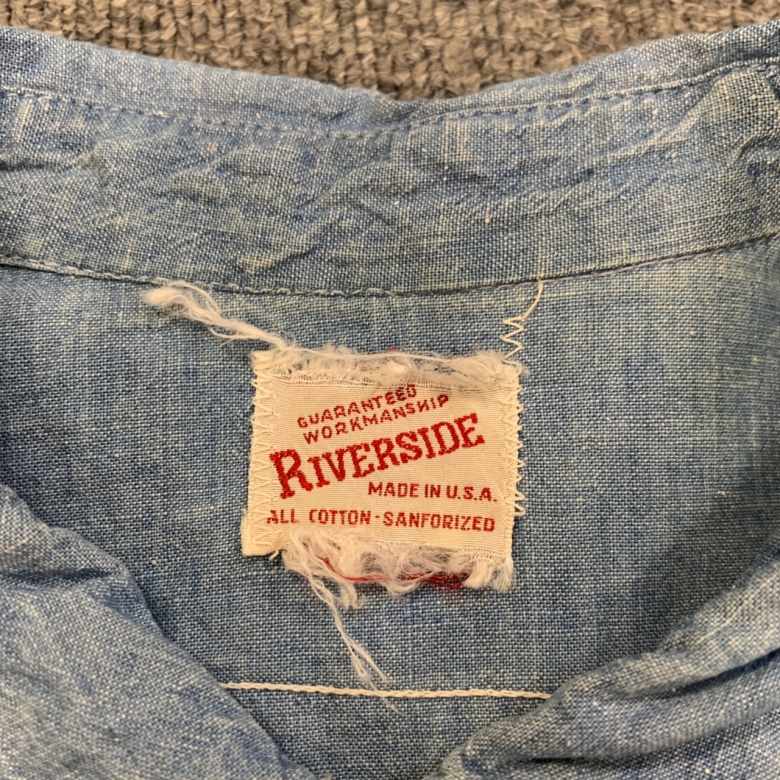 GUARANTEED
WORKMANSHIP
RIVERSIDE
MADE IN U.S.A.
ALL COTTON-SANFORIZED